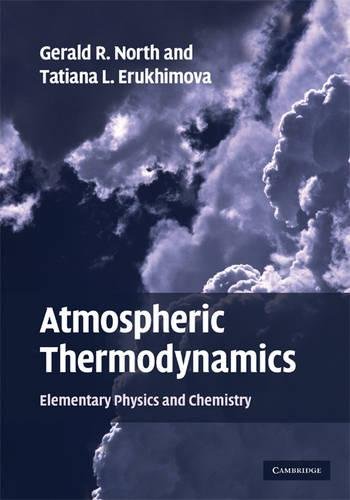 Gerald R. North and
Tatiana L. Erukhimova
Atmospheric
Thermodynamics
Elementary Physics and Chemistry
CAMBRIDGE